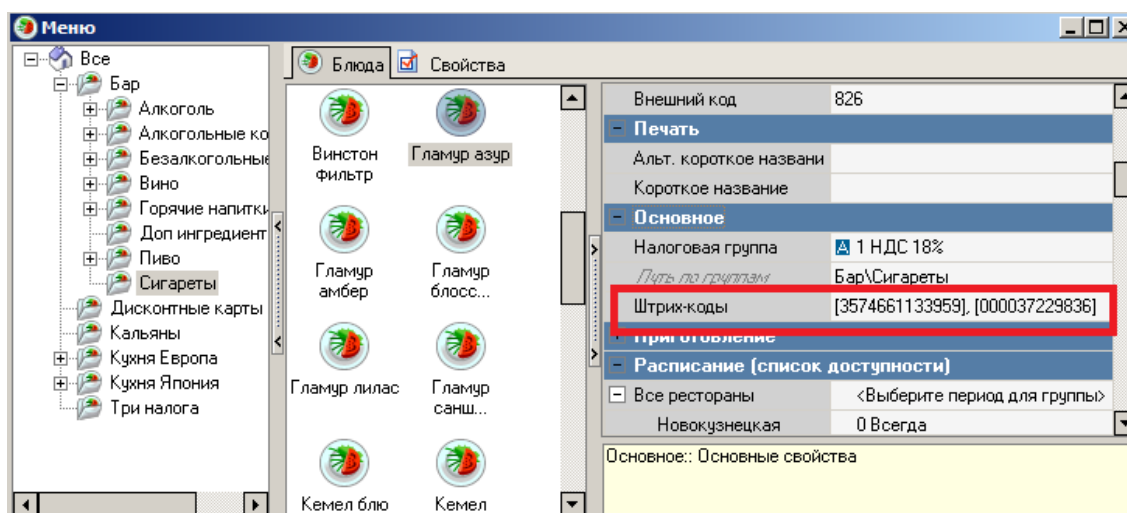 Меню
Все
Бар
Алкоголь
Алкогольные ко
Безалкогольные
Вино
Горячие напитки
Доп ингредиент
Пиво
Сигареты
Дисконтные карты
Кальяны
Кухня Европа
Кухня Япония
Три налога
Блюда
Свойства
Винстон фильтр
Гламур азур
Гламур амбер
Гламур блосс...
Гламур лилас
Гламур санш...
Кемел блю
Кемел
Внешний код 826
Печать
Альт. короткое названи
Короткое название
Основное
Налоговая группа 1 НДС 18%
Путь по группам Бар\Сигареты
Штрих-коды [3574661133959], [000037229836]
Приготовление
Расписание (список доступности)
Все рестораны <Выберите период для группы>
Новокузнецкая 0 Всегда
Основное:: Основные свойства